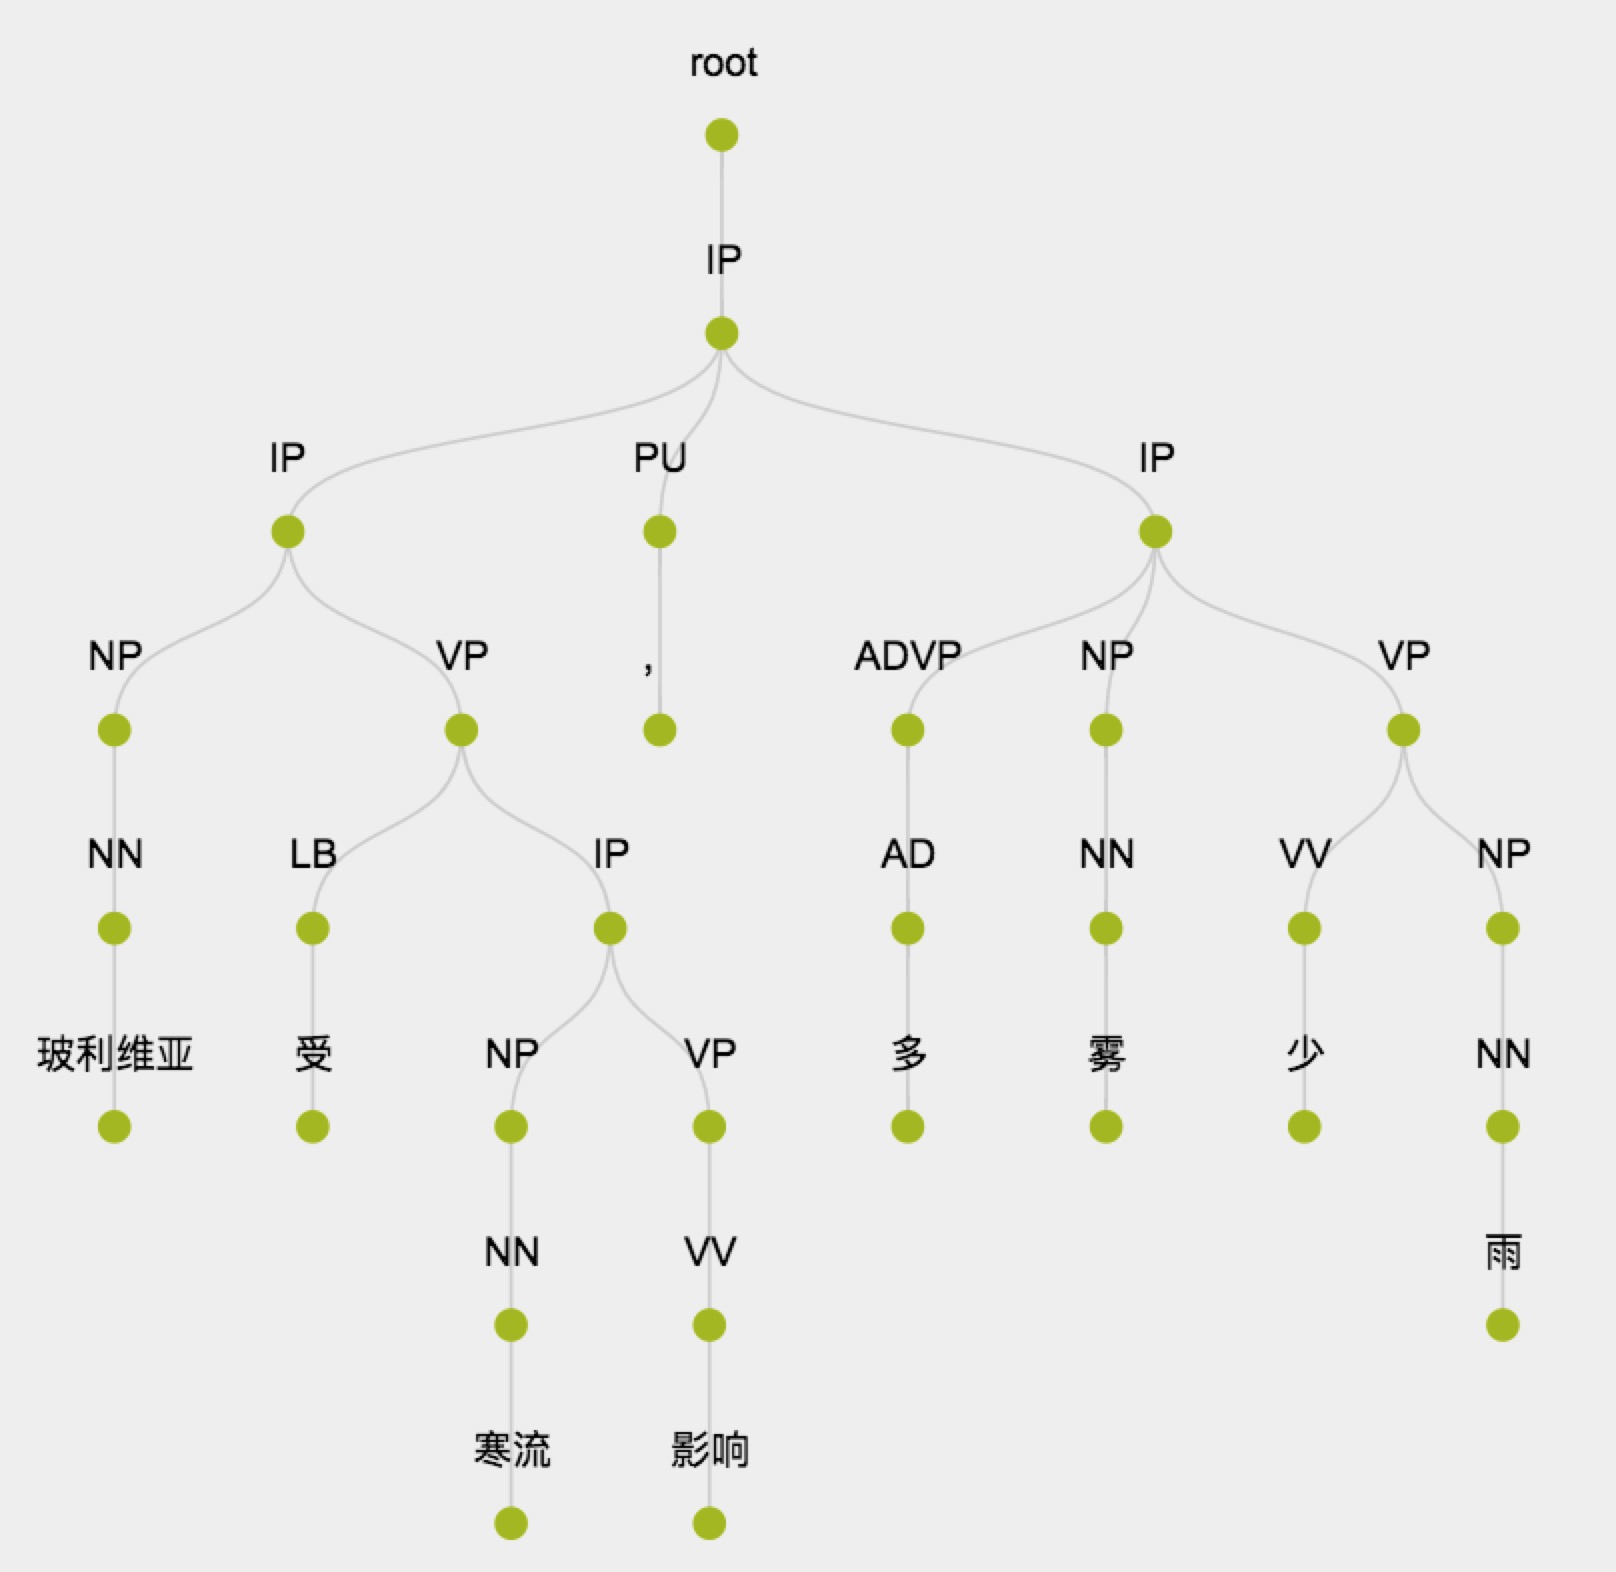 root
IP
IP PU IP
NP VP , ADVP NP VP
NN LB IP AD NN VV NP
玻利维亚 受 NP VP 多 雾 少 NN
NN VV 雨
寒流 影响